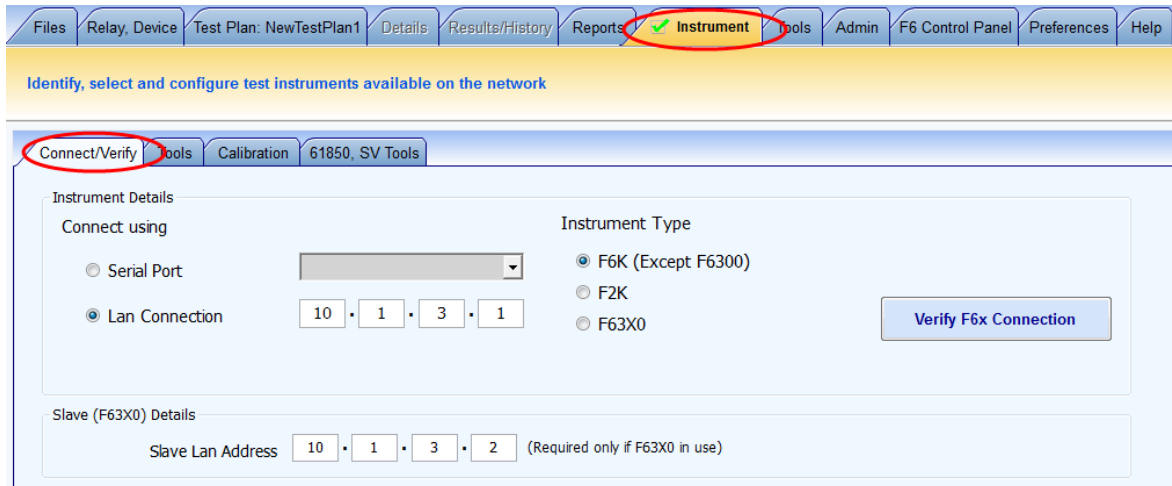 Files Relay, Device Test Plan: NewTestPlan1 Details Results/History Reports Instrument Tools Admin F6 Control Panel Preferences Help
Identify, select and configure test instruments available on the network
Connect/Verify Tools Calibration 61850, SV Tools
Instrument Details
Connect using
Instrument Type
Serial Port
F6K (Except F6300)
Lan Connection 10 . 1 . 3 . 1
F2K
F63X0
Verify F6x Connection
Slave (F63X0) Details
Slave Lan Address 10 . 1 . 3 . 2 (Required only if F63X0 in use)